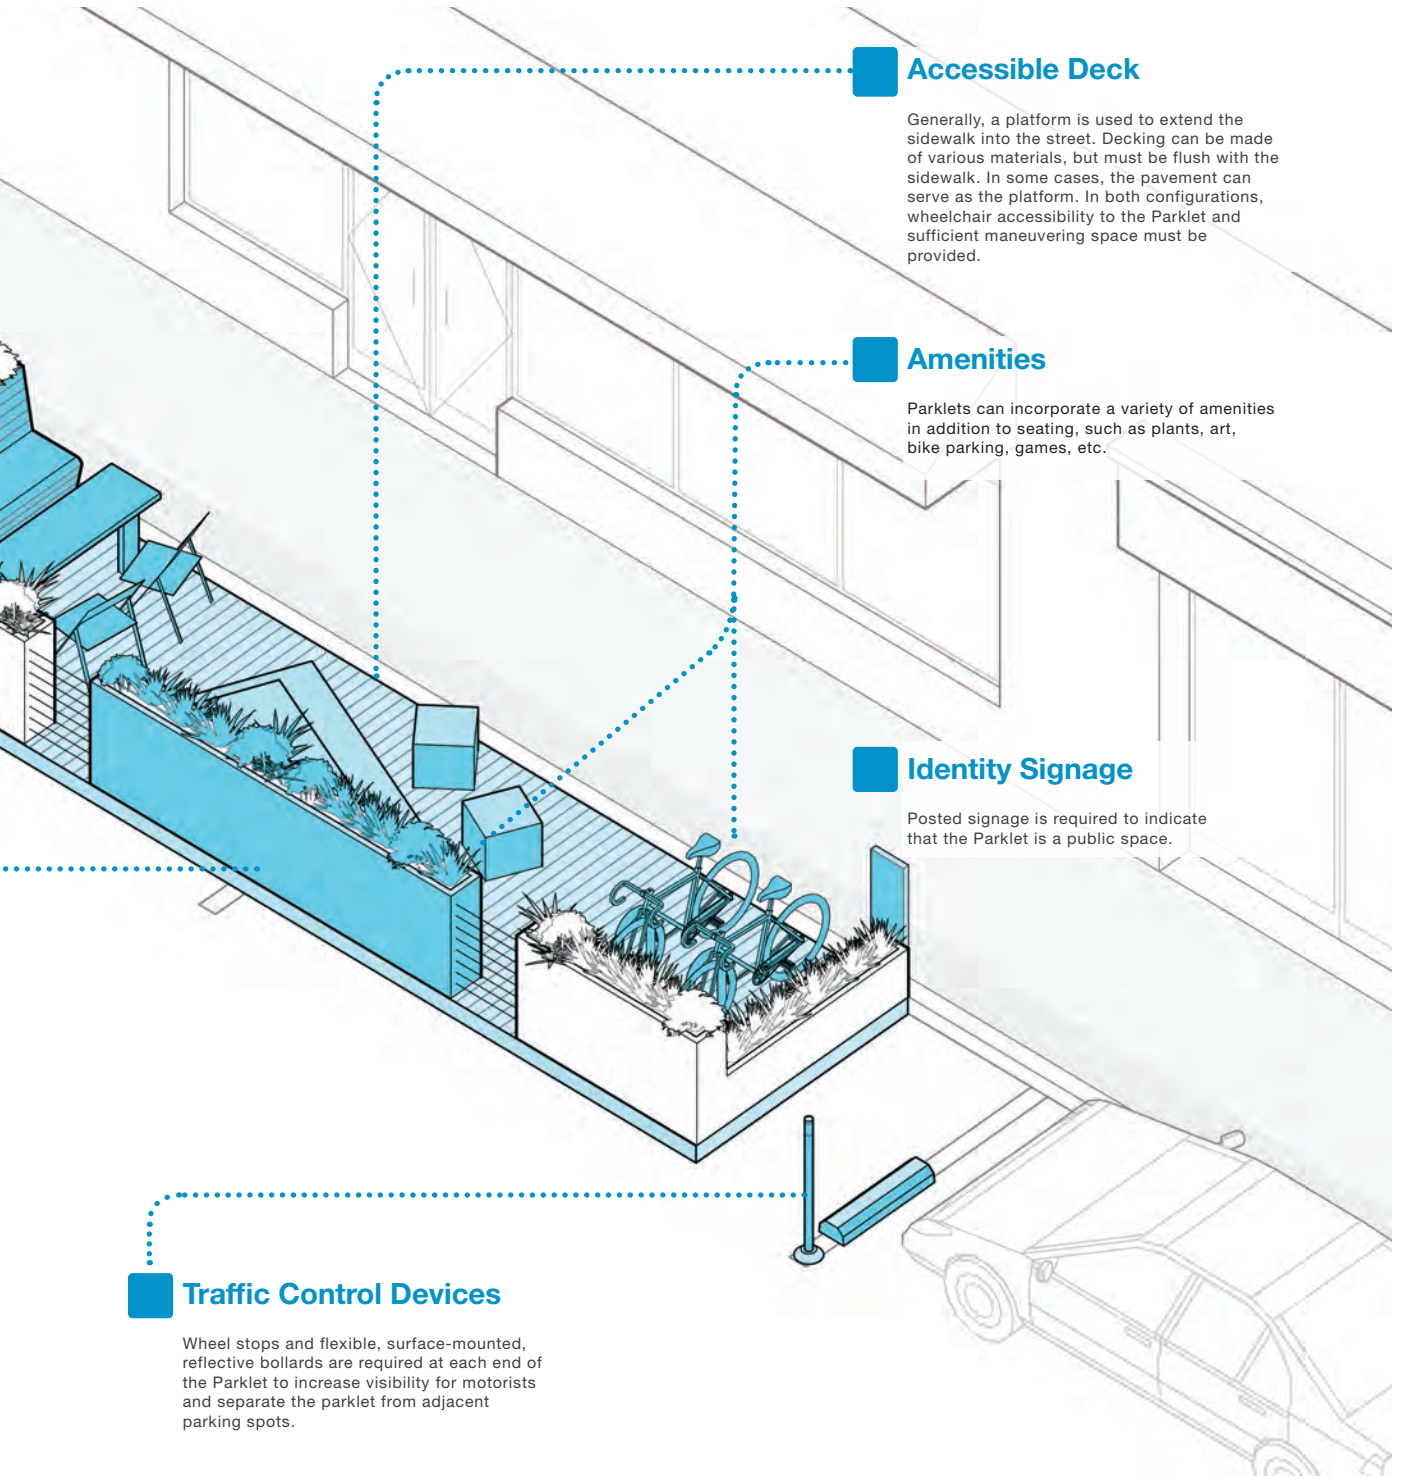 Accessible Deck
Generally, a platform is used to extend the
sidewalk into the street. Decking can be made
of various materials, but must be flush with the
sidewalk. In some cases, the pavement can
serve as the platform. In both configurations,
wheelchair accessibility to the Parklet and
sufficient maneuvering space must be
provided.
Amenities
Parklets can incorporate a variety of amenities
in addition to seating, such as plants, art,
bike parking, games, etc.
Identity Signage
Posted signage is required to indicate
that the Parklet is a public space.
Traffic Control Devices
Wheel stops and flexible, surface-mounted,
reflective bollards are required at each end of
the Parklet to increase visibility for motorists
and separate the parklet from adjacent
parking spots.